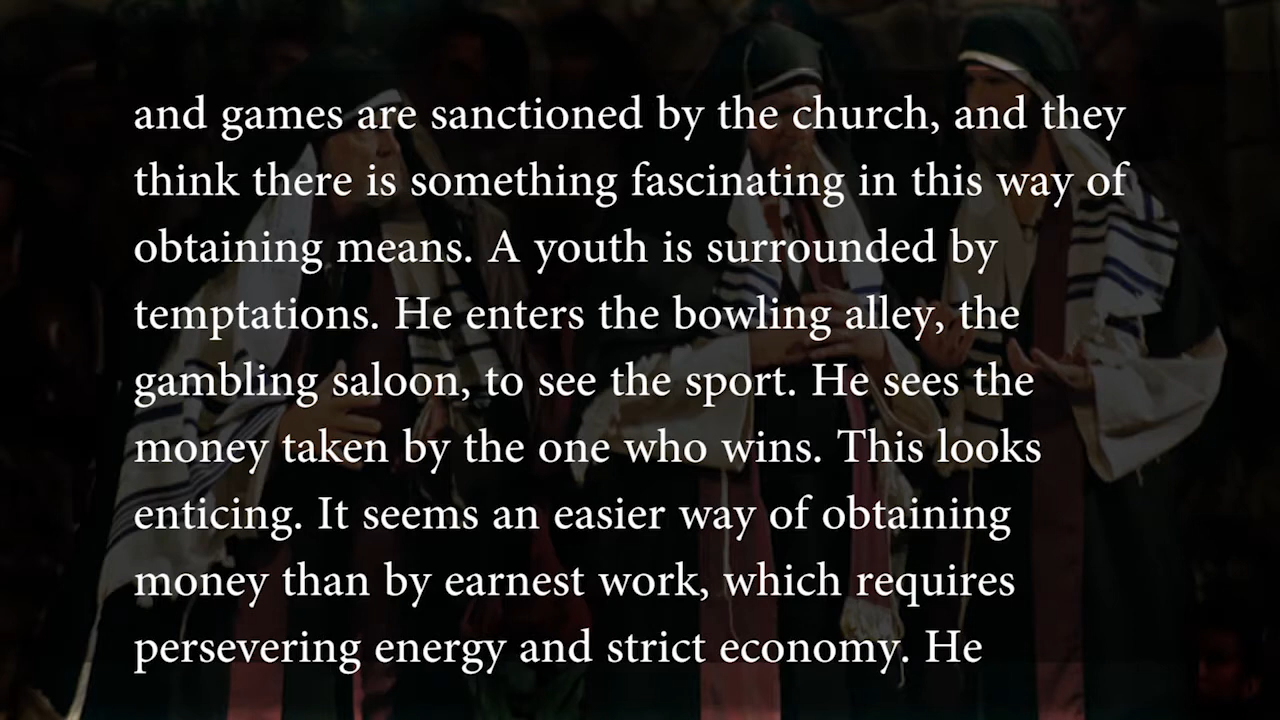 and games are sanctioned by the church, and they
think there is something fascinating in this way of
obtaining means. A youth is surrounded by
temptations. He enters the bowling alley, the
gambling saloon, to see the sport. He sees the
money taken by the one who wins. This looks
enticing. It seems an easier way of obtaining
money than by earnest work, which requires
persevering energy and strict economy. He